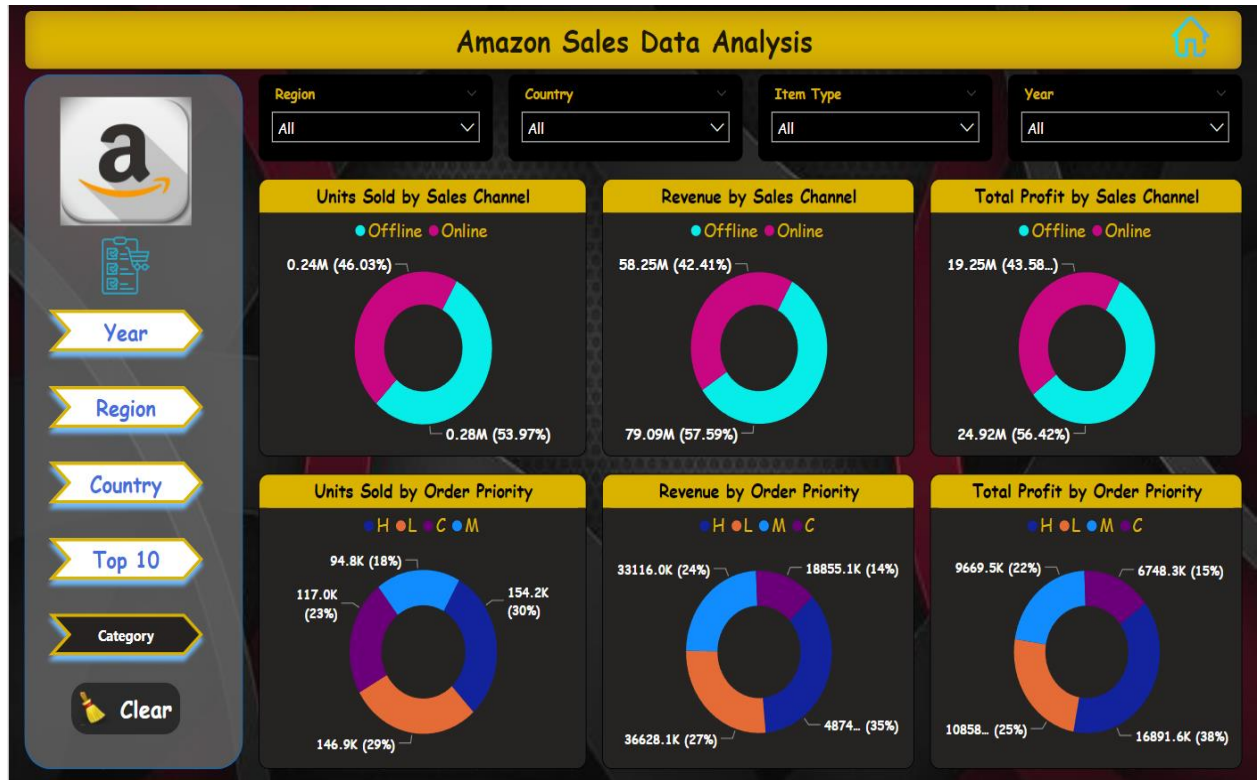 Amazon Sales Data Analysis
a
Region
All
Country
All
Item Type
All
Year
All
Year
Region
Country
Top 10
Category
Clear
Units Sold by Sales Channel
Offline Online
0.24M (46.03%)
0.28M (53.97%)
Revenue by Sales Channel
Offline Online
58.25M (42.41%)
79.09M (57.59%)
Total Profit by Sales Channel
Offline Online
19.25M (43.58...)
24.92M (56.42%)
Units Sold by Order Priority
H L C M
94.8K (18%)
117.0K
(23%)
154.2K
(30%)
146.9K (29%)
Revenue by Order Priority
H L M C
33116.0K (24%)
18855.1K (14%)
36628.1K (27%)
4874... (35%)
Total Profit by Order Priority
H L M C
9669.5K (22%)
6748.3K (15%)
10858... (25%)
16891.6K (38%)